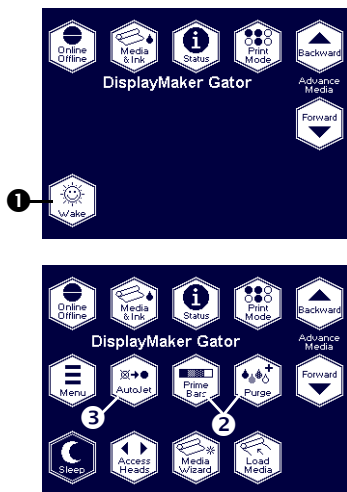 Online
Offline
Media
& Ink
Status
Print
Mode
Backward
DisplayMaker Gator
Advance
Media
Forward
1
Wake
Online
Offline
Media
& Ink
Status
Print
Mode
Backward
DisplayMaker Gator
Advance
Media
Menu
AutoJet
Prime
Bars
Purge
Forward
3
2
Sleep
Access
Heads
Media
Wizard
Load
Media